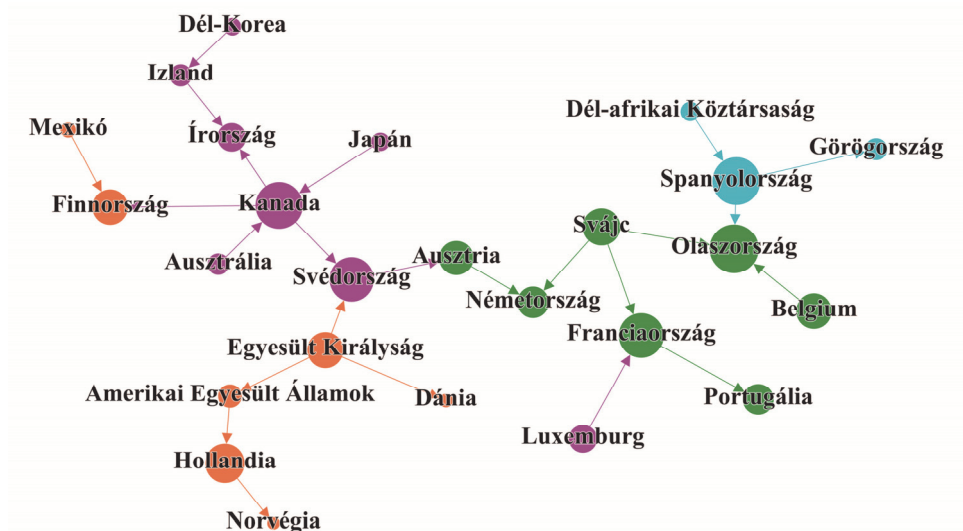 Dél-Korea
Izland
Mexikó
Írország
Japán
Dél-afrikai Köztársaság
Görögország
Finnország
Kanada
Spanyolország
Svájc
Ausztrália
Svédország
Ausztria
Olaszország
Németország
Belgium
Egyesült Királyság
Franciaország
Amerikai Egyesült Államok
Dánia
Portugália
Luxemburg
Hollandia
Norvégia